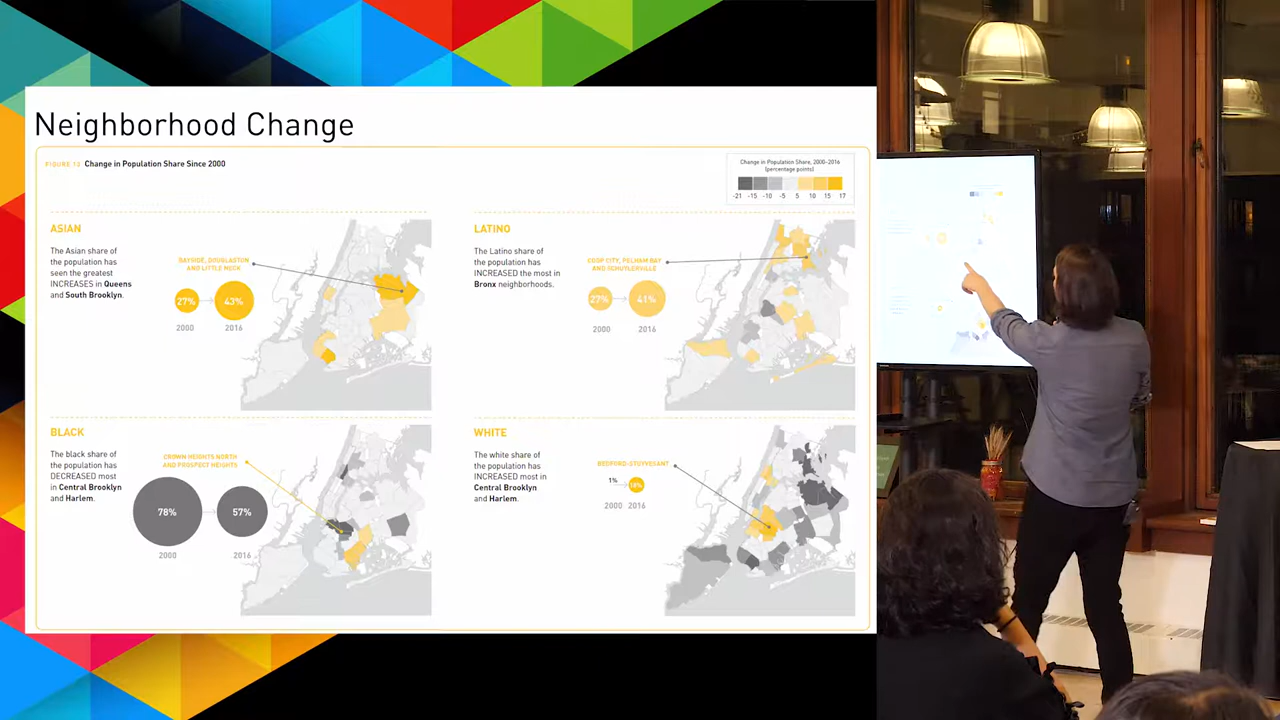 Neighborhood Change
FIGURE 13 Change in Population Share Since 2000
Change in Population Share, 2000–2016
(percentage points)
-21 -15 -10 -5 5 10 15 17
ASIAN
The Asian share of
the population has
seen the greatest
INCREASES in Queens
and South Brooklyn.
BAYSIDE, DOUGLASTON
AND LITTLE NECK
27% 43%
2000 2016
LATINO
The Latino share of
the population has
INCREASED the most in
Bronx neighborhoods.
COOP CITY, PELHAM BAY
AND SCHUYLERVILLE
27% 41%
2000 2016
BLACK
The black share of
the population has
DECREASED most
in Central Brooklyn
and Harlem.
CROWN HEIGHTS NORTH
AND PROSPECT HEIGHTS
78% 57%
2000 2016
WHITE
The white share of
the population has
INCREASED most in
Central Brooklyn
and Harlem.
BEDFORD-STUYVESANT
1%
2000 2016